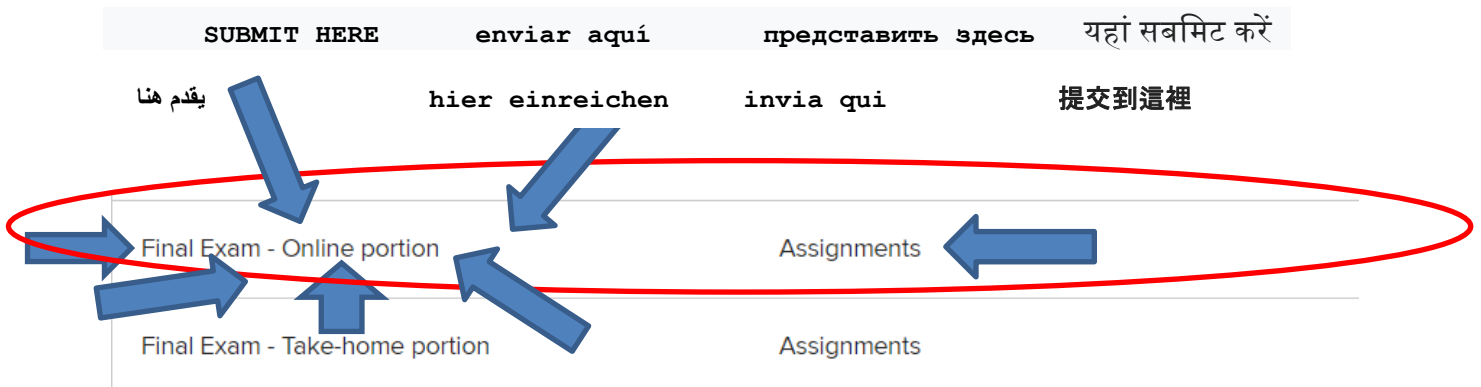 SUBMIT HERE enviar aquí представить здесь यहां सबमिट करें
يقدم هنا hier einreichen invia qui 提交到這裡
Final Exam - Online portion Assignments
Final Exam - Take-home portion Assignments